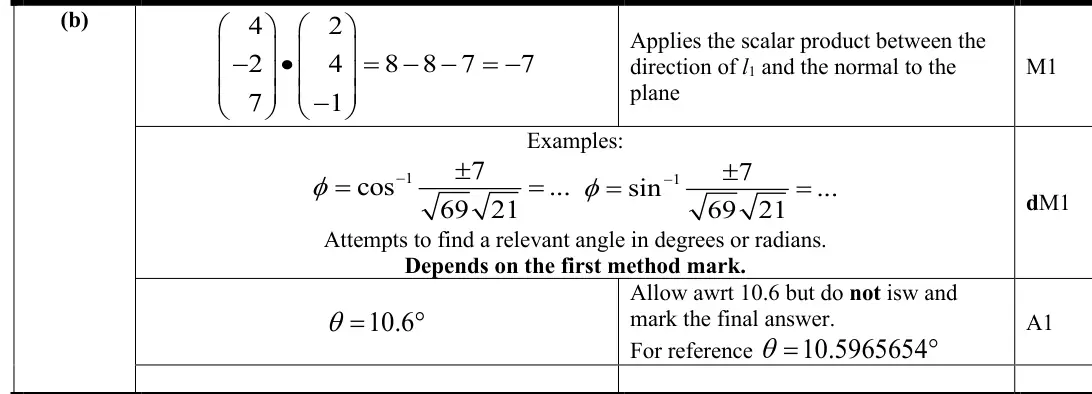 (b)
(4 −2 7) • (2 4 −1) = 8 − 8 − 7 = −7
Applies the scalar product between the
direction of l₁ and the normal to the
plane
M1
Examples:
ϕ = cos⁻¹ ±7/(√69√21) = ... ϕ = sin⁻¹ ±7/(√69√21) = ...
Attempts to find a relevant angle in degrees or radians.
Depends on the first method mark.
dM1
θ = 10.6°
Allow awrt 10.6 but do not isw and
mark the final answer.
For reference θ = 10.5965654°
A1